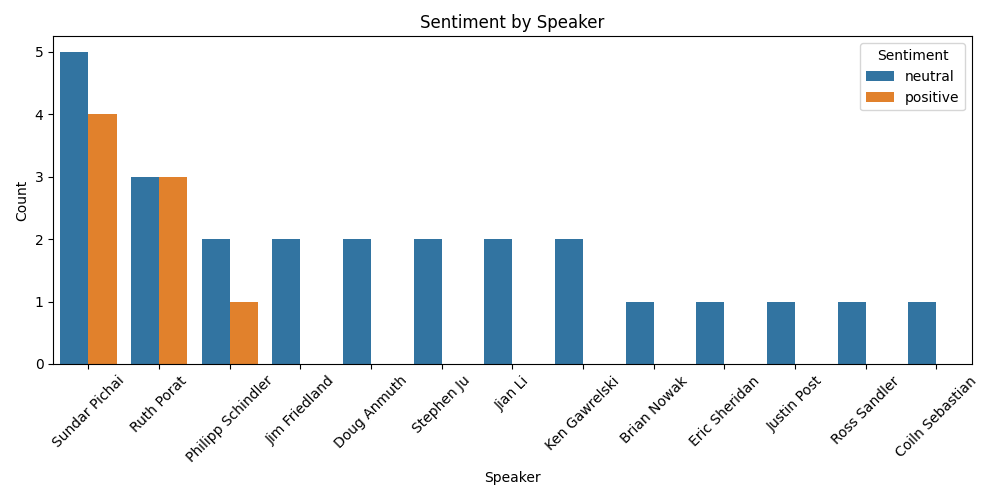 Sentiment by Speaker
Sentiment
neutral
positive
Count
5
4
3
2
1
0
Sundar Pichai
Ruth Porat
Philipp Schindler
Jim Friedland
Doug Anmuth
Stephen Ju
Jian Li
Ken Gawrelski
Brian Nowak
Eric Sheridan
Justin Post
Ross Sandler
Coiln Sebastian
Speaker